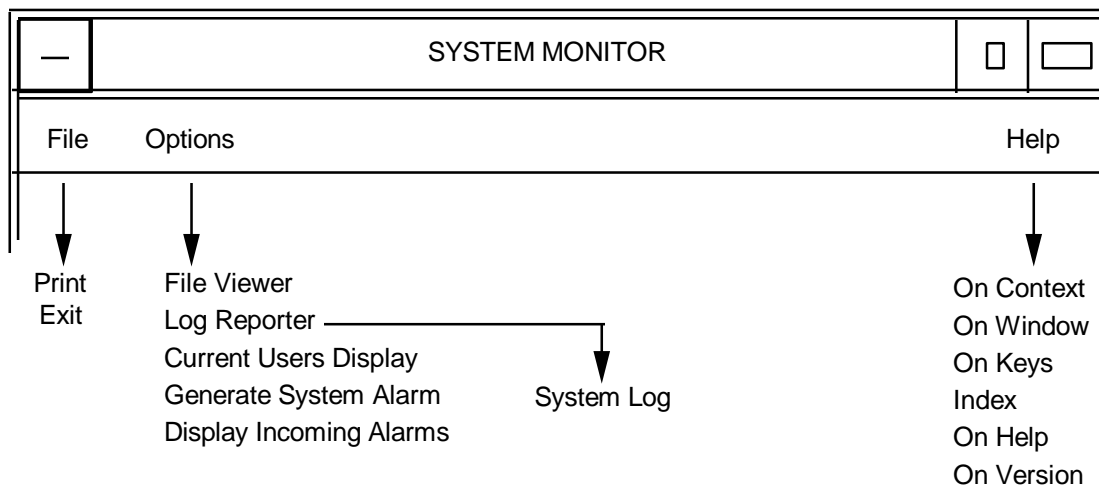 SYSTEM MONITOR
File Options Help
Print
Exit
File Viewer
Log Reporter
Current Users Display
Generate System Alarm
Display Incoming Alarms
System Log
On Context
On Window
On Keys
Index
On Help
On Version